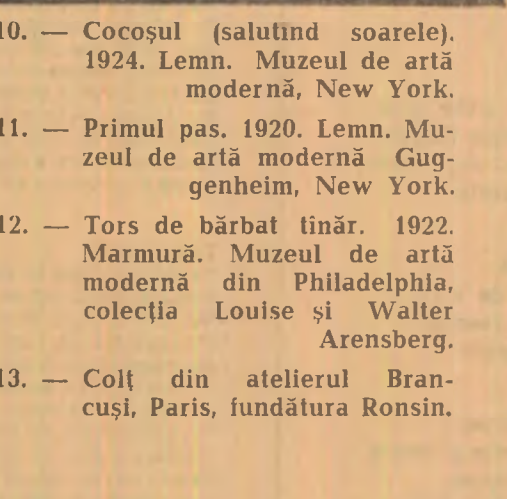 10. — Cocoșul (salutînd soarele).
1924. Lemn. Muzeul de artă
modernă, New York.
11. — Primul pas. 1920. Lemn. Mu-
zeul de artă modernă Gug-
genheim, New York.
12. — Tors de bărbat tînăr. 1922.
Marmură. Muzeul de artă
modernă din Philadelphia,
colecția Louise și Walter
Arensberg.
13. — Colț din atelierul Bran-
cuși, Paris, fundătura Ronsin.